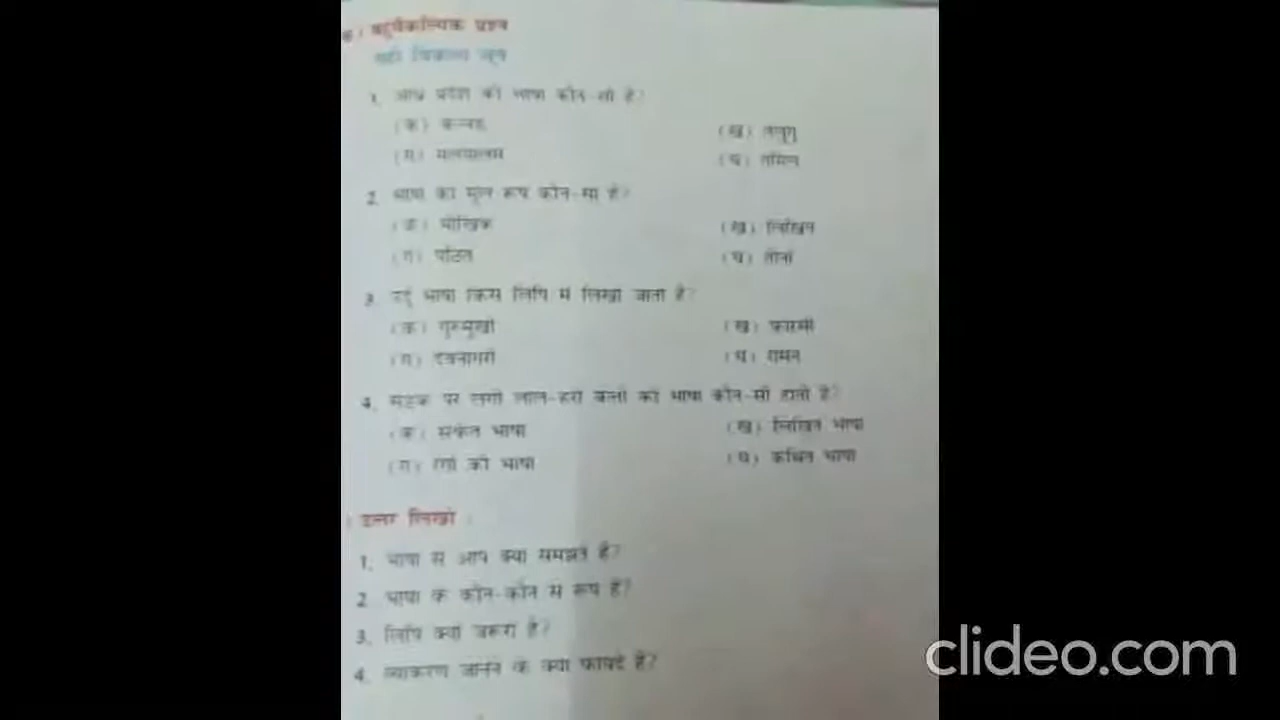 क। बहुवैकल्पिक प्रश्न
सही विकल्प चुन
1. आंध्र प्रदेश की भाषा कौन-सी है?
(क) कन्नड़ (ख) तेलुगु
(ग) मलयालम (घ) तमिल
2. भाषा का मूल रूप कौन-सा है?
(क) मौखिक (ख) लिखित
(ग) पठित (घ) तीनों
3. उर्दू भाषा किस लिपि में लिखी जाती है?
(क) गुरुमुखी (ख) फ़ारसी
(ग) देवनागरी (घ) रोमन
4. सड़क पर लगी लाल-हरी बत्ती की भाषा कौन-सी होती है?
(क) संकेत भाषा (ख) लिखित भाषा
(ग) रंगों की भाषा (घ) कथित भाषा
उत्तर लिखो :
1. भाषा से आप क्या समझते हैं?
2. भाषा के कौन-कौन से रूप हैं?
3. लिपि क्यों जरूरी है?
4. व्याकरण जानने के क्या फायदे हैं?
clideo.com